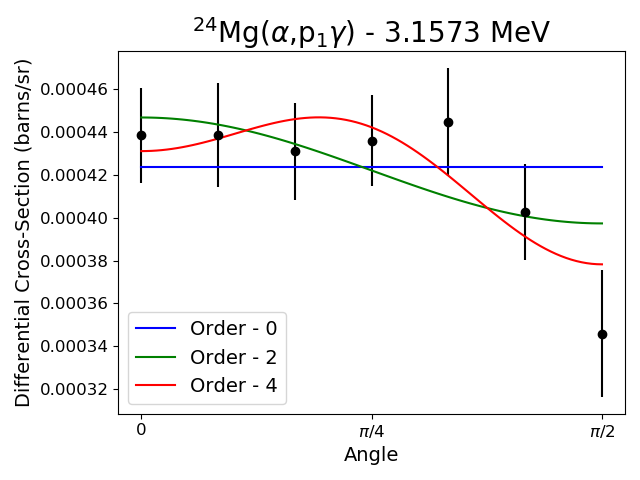 ²⁴Mg(α,p₁γ) - 3.1573 MeV
Differential Cross-Section (barns/sr)
0.00046
0.00044
0.00042
0.00040
0.00038
0.00036
0.00034
0.00032
Order - 0
Order - 2
Order - 4
0 π/4 π/2
Angle